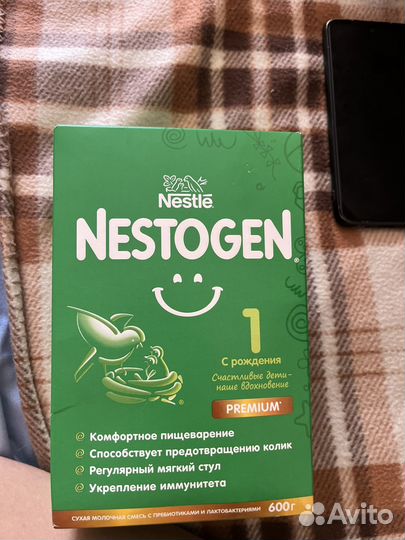 Nestlē
NESTOGEN®
1
С рождения
Счастливые дети-
наше вдохновение
PREMIUM*
Комфортное пищеварение
Способствует предотвращению колик
Регулярный мягкий стул
Укрепление иммунитета
СУХАЯ МОЛОЧНАЯ СМЕСЬ С ПРЕБИОТИКАМИ И ЛАКТОБАКТЕРИЯМИ 600г
Avito